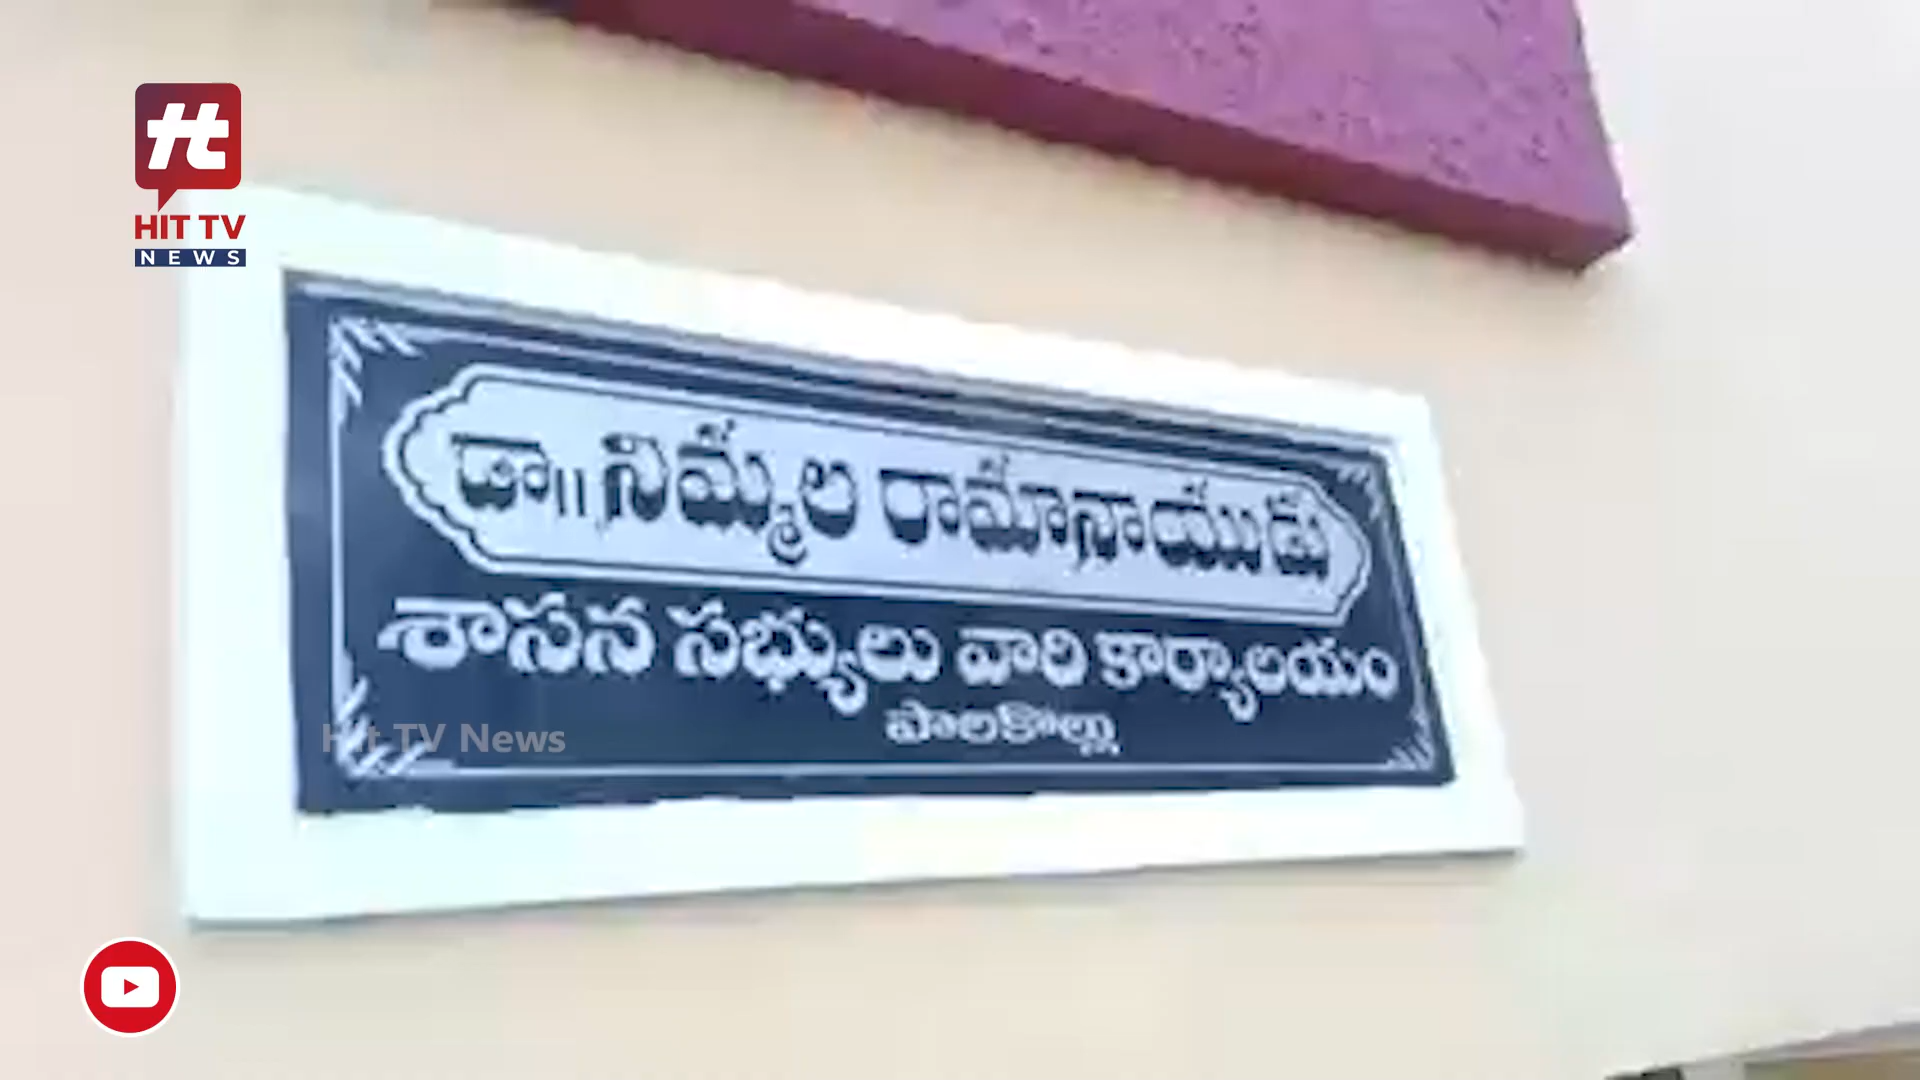 HIT TV
NEWS
డా॥ నిమ్మల రామానాయుడు
శాసన సభ్యులు వారి కార్యాలయం
పాలకొల్లు
Hit TV News